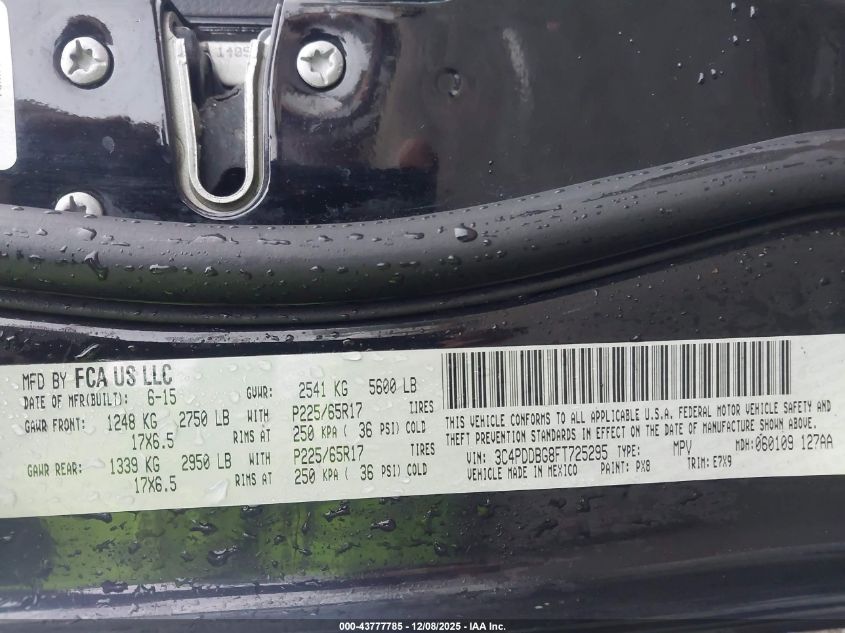 1405
MFD BY FCA US LLC
DATE OF MFR(BUILT): 6-15 GVWR: 2541 KG 5600 LB
GAWR FRONT: 1248 KG 2750 LB WITH P225/65R17 TIRES
17X6.5 RIMS AT 250 KPA ( 36 PSI) COLD
GAWR REAR: 1339 KG 2950 LB WITH P225/65R17 TIRES
17X6.5 RIMS AT 250 KPA ( 36 PSI) COLD
THIS VEHICLE CONFORMS TO ALL APPLICABLE U.S.A. FEDERAL MOTOR VEHICLE SAFETY AND
THEFT PREVENTION STANDARDS IN EFFECT ON THE DATE OF MANUFACTURE SHOWN ABOVE.
VIN: 3C4PDDBG8FT725295 TYPE: MPV MDH: 060109 127AA
VEHICLE MADE IN MEXICO PAINT: PX8 TRIM: E7X9
000-43777785 - 12/08/2025 - IAA Inc.